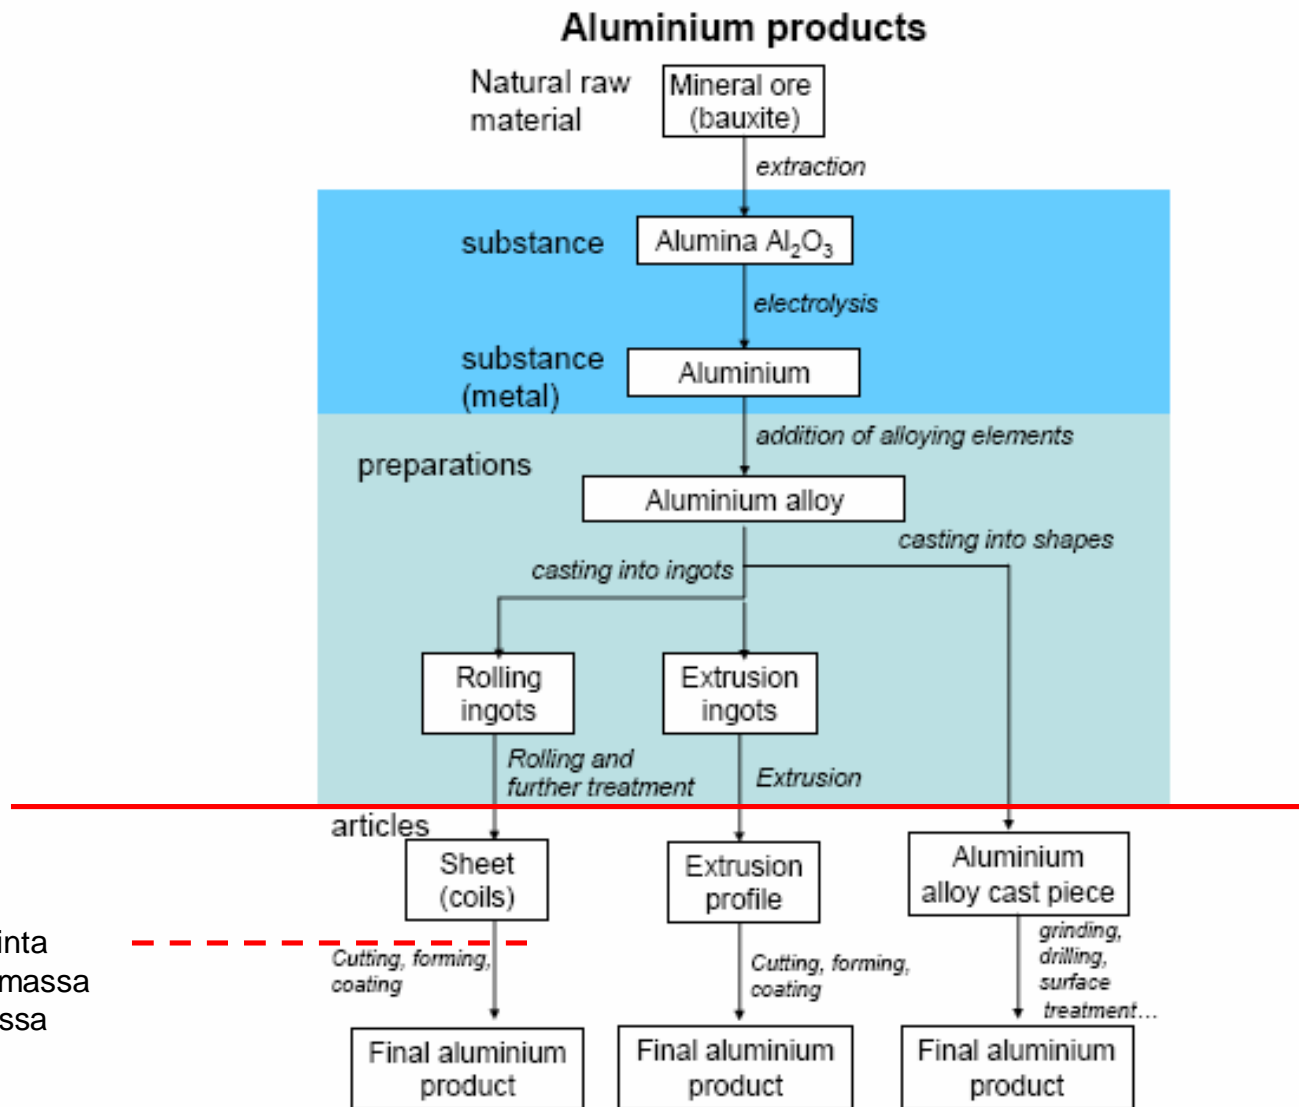 Aluminium products
Natural raw
material
Mineral ore
(bauxite)
extraction
substance
Alumina Al₂O₃
electrolysis
substance
(metal)
Aluminium
addition of alloying elements
preparations
Aluminium alloy
casting into shapes
casting into ingots
Rolling
ingots
Extrusion
ingots
Rolling and
further treatment
Extrusion
articles
Sheet
(coils)
Extrusion
profile
Aluminium
alloy cast piece
inta
massa
ssa
Cutting, forming,
coating
Cutting, forming,
coating
grinding,
drilling,
surface
treatment...
Final aluminium
product
Final aluminium
product
Final aluminium
product